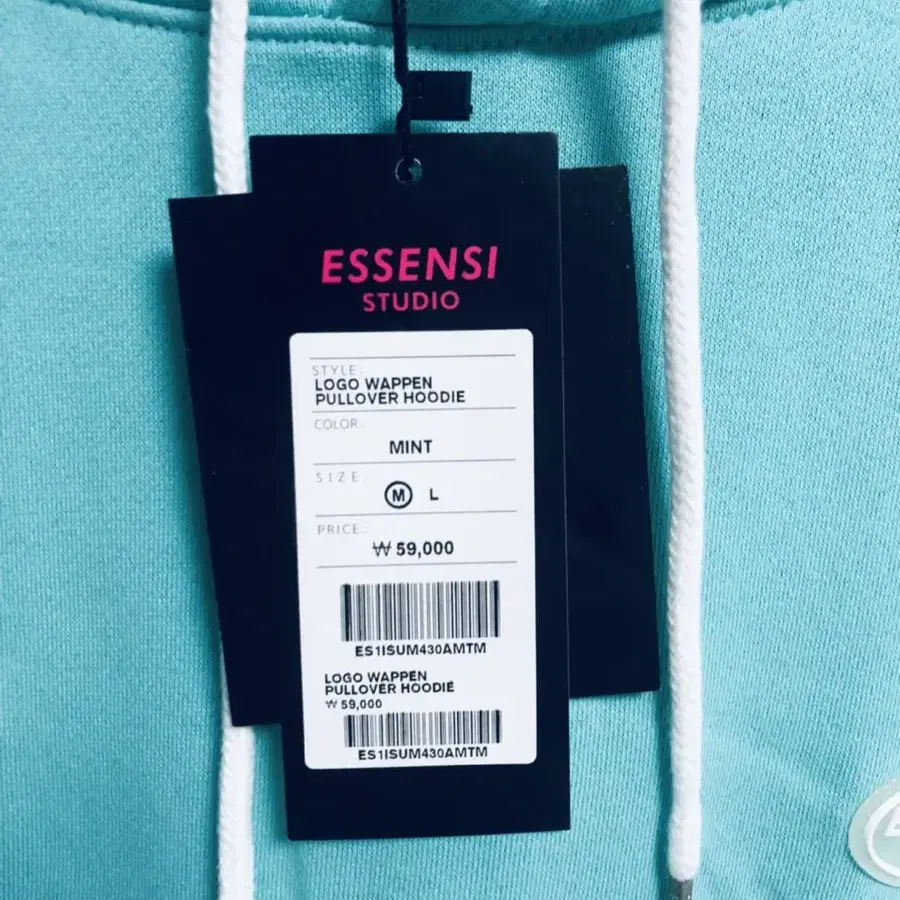 ESSENSI
STUDIO
STYLE.
LOGO WAPPEN
PULLOVER HOODIE
COLOR.
MINT
SIZE.
M L
PRICE.
₩ 59,000
ES1ISUM430AMTM
LOGO WAPPEN
PULLOVER HOODIE
₩ 59,000
ES1ISUM430AMTM